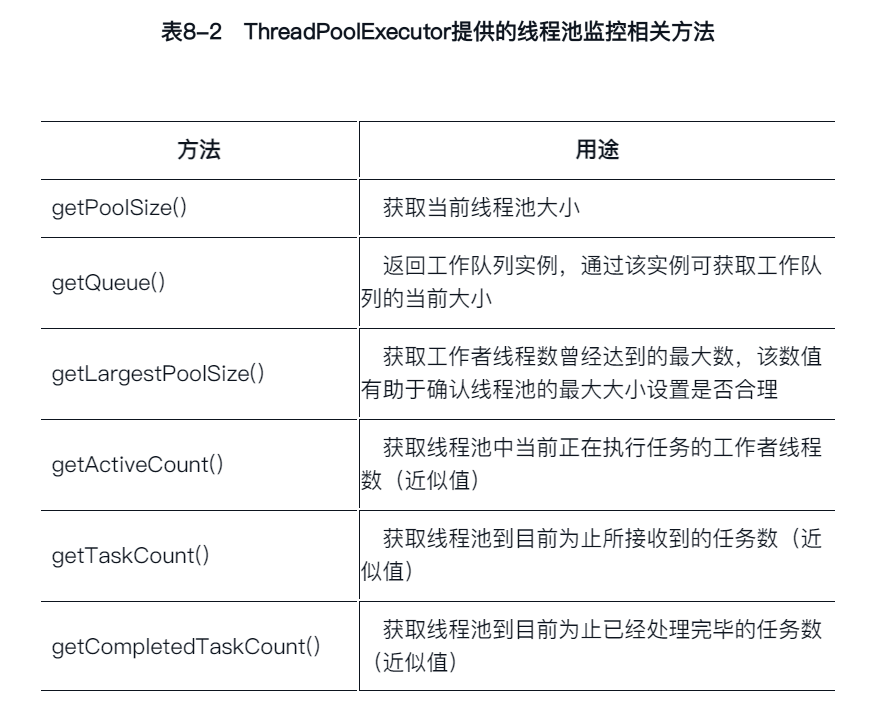 表8–2 ThreadPoolExecutor提供的线程池监控相关方法
方法 用途
getPoolSize() 获取当前线程池大小
getQueue() 返回工作队列实例，通过该实例可获取工作队
列的当前大小
getLargestPoolSize() 获取工作者线程数曾经达到的最大数，该数值
有助于确认线程池的最大大小设置是否合理
getActiveCount() 获取线程池中当前正在执行任务的工作者线程
数（近似值）
getTaskCount() 获取线程池到目前为止所接收到的任务数（近
似值）
getCompletedTaskCount() 获取线程池到目前为止已经处理完毕的任务数
（近似值）